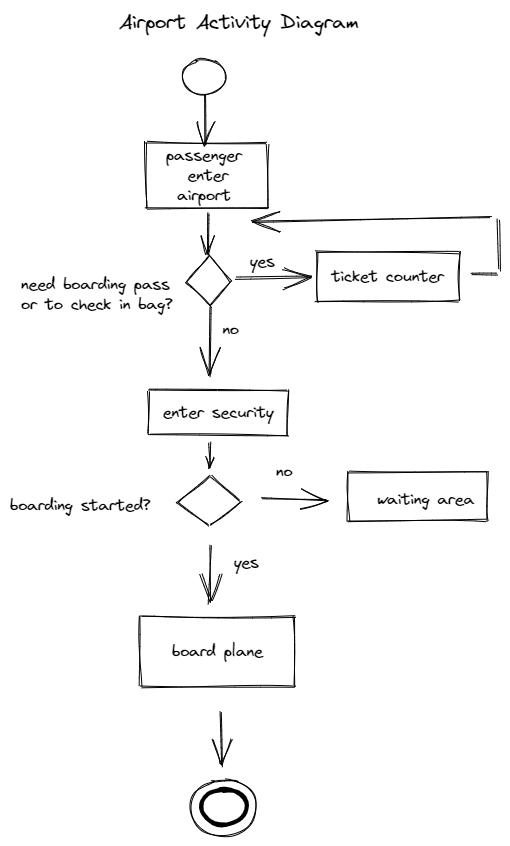 Airport Activity Diagram
passenger
enter
airport
yes
ticket counter
need boarding pass
or to check in bag?
no
enter security
no
waiting area
boarding started?
yes
board plane